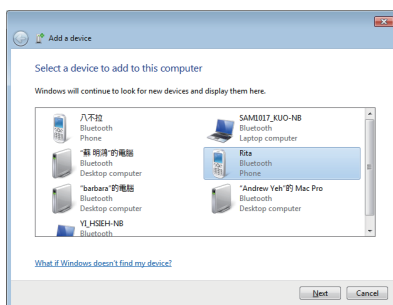 Add a device
Select a device to add to this computer
Windows will continue to look for new devices and display them here.
八不拉
Bluetooth
Phone
SAM1017_KUO-NB
Bluetooth
Laptop computer
"蘇 明鴻"的電腦
Bluetooth
Desktop computer
Rita
Bluetooth
Phone
"barbara"的電腦
Bluetooth
Desktop computer
"Andrew Yeh"的 Mac Pro
Bluetooth
Desktop computer
YI_HSIEH-NB
Bluetooth
What if Windows doesn't find my device?
Next
Cancel